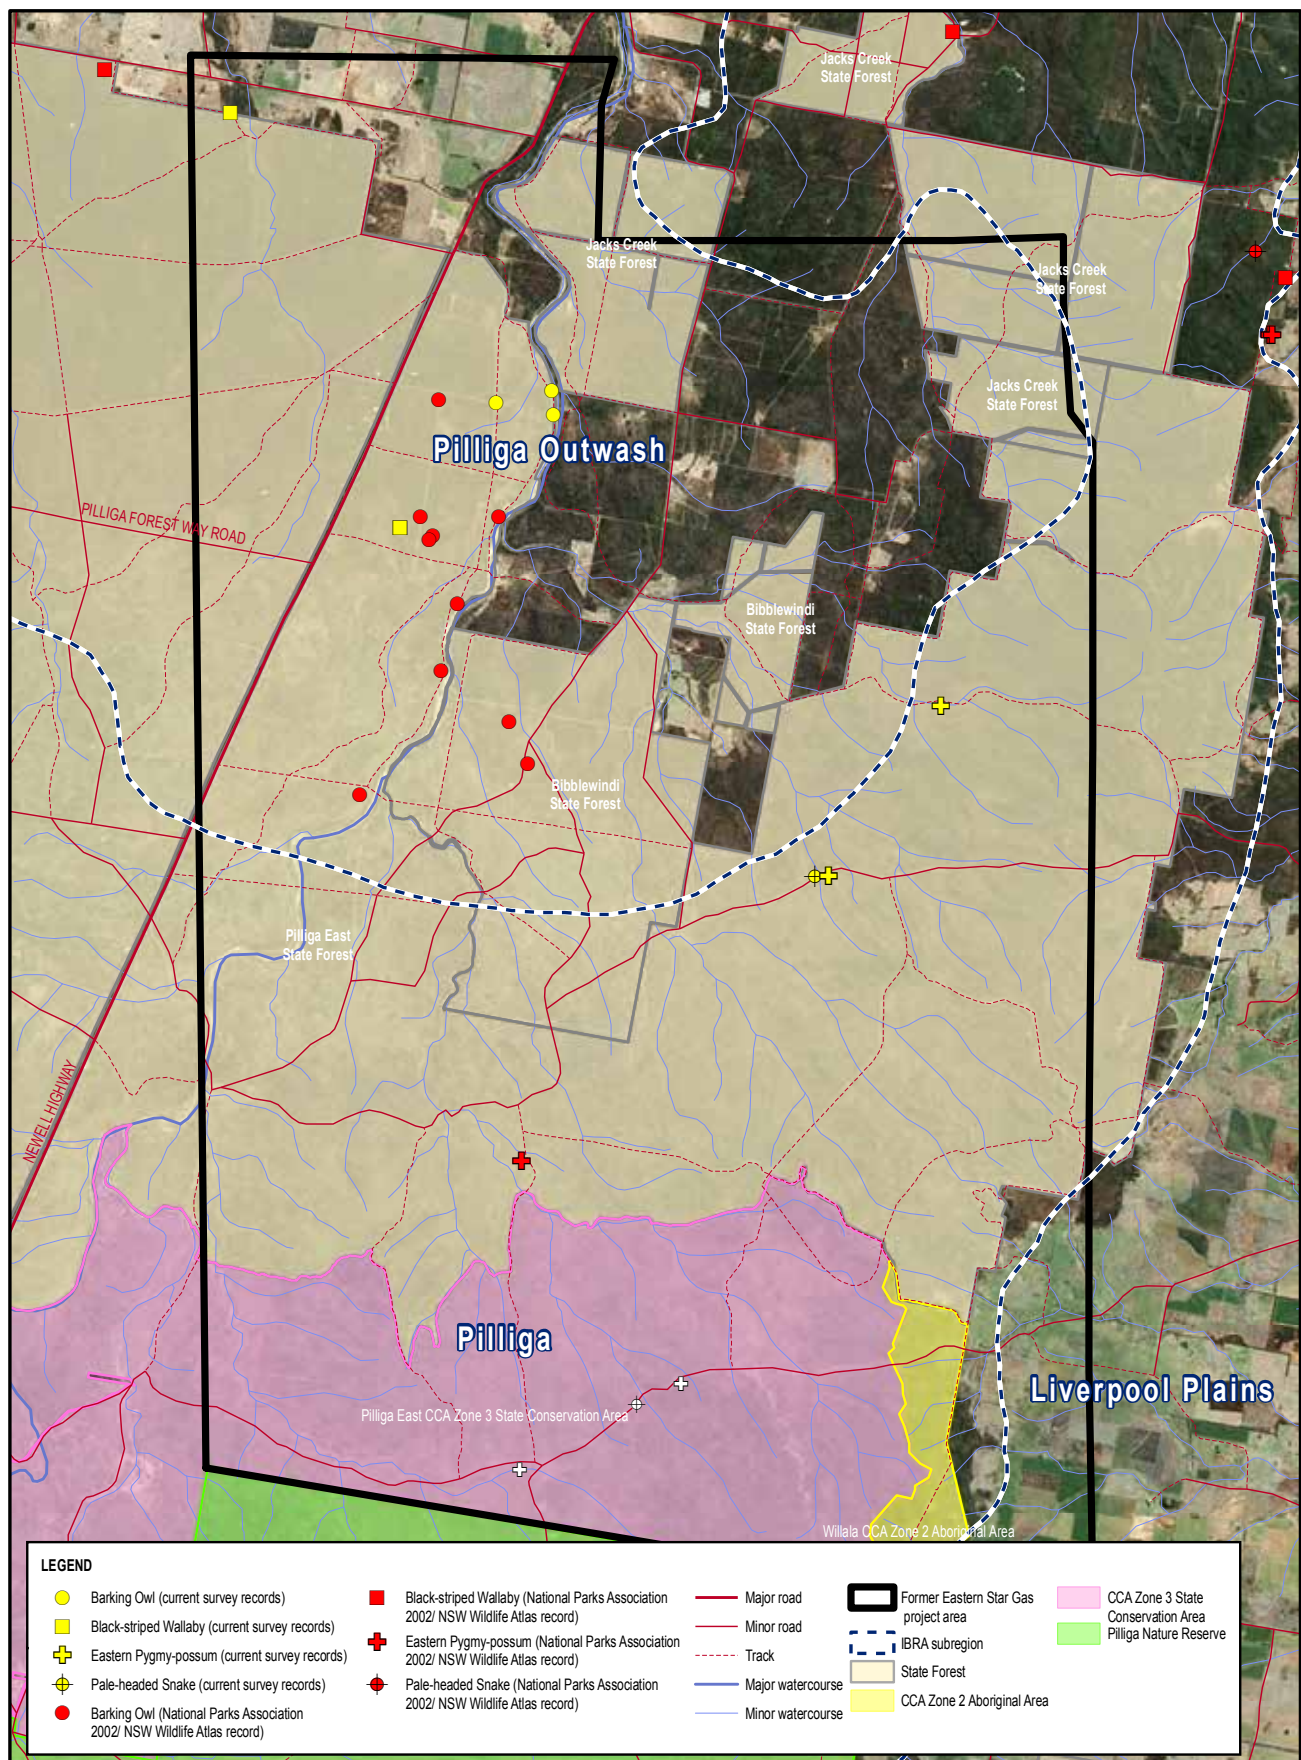 Jacks Creek
State Forest
Jacks Creek
State Forest
Jacks Creek
State Forest
Jacks Creek
State Forest
Pilliga Outwash
PILLIGA FOREST WAY ROAD
Bibblewindi
State Forest
Bibblewindi
State Forest
Pilliga East
State Forest
NEWELL HIGHWAY
Pilliga
Liverpool Plains
Pilliga East CCA Zone 3 State Conservation Area
Willala CCA Zone 2 Aboriginal Area
LEGEND
Barking Owl (current survey records)
Black-striped Wallaby (current survey records)
Eastern Pygmy-possum (current survey records)
Pale-headed Snake (current survey records)
Barking Owl (National Parks Association
2002/ NSW Wildlife Atlas record)
Black-striped Wallaby (National Parks Association
2002/ NSW Wildlife Atlas record)
Eastern Pygmy-possum (National Parks Association
2002/ NSW Wildlife Atlas record)
Pale-headed Snake (National Parks Association
2002/ NSW Wildlife Atlas record)
Major road
Minor road
Track
Major watercourse
Minor watercourse
Former Eastern Star Gas
project area
IBRA subregion
State Forest
CCA Zone 2 Aboriginal Area
CCA Zone 3 State
Conservation Area
Pilliga Nature Reserve